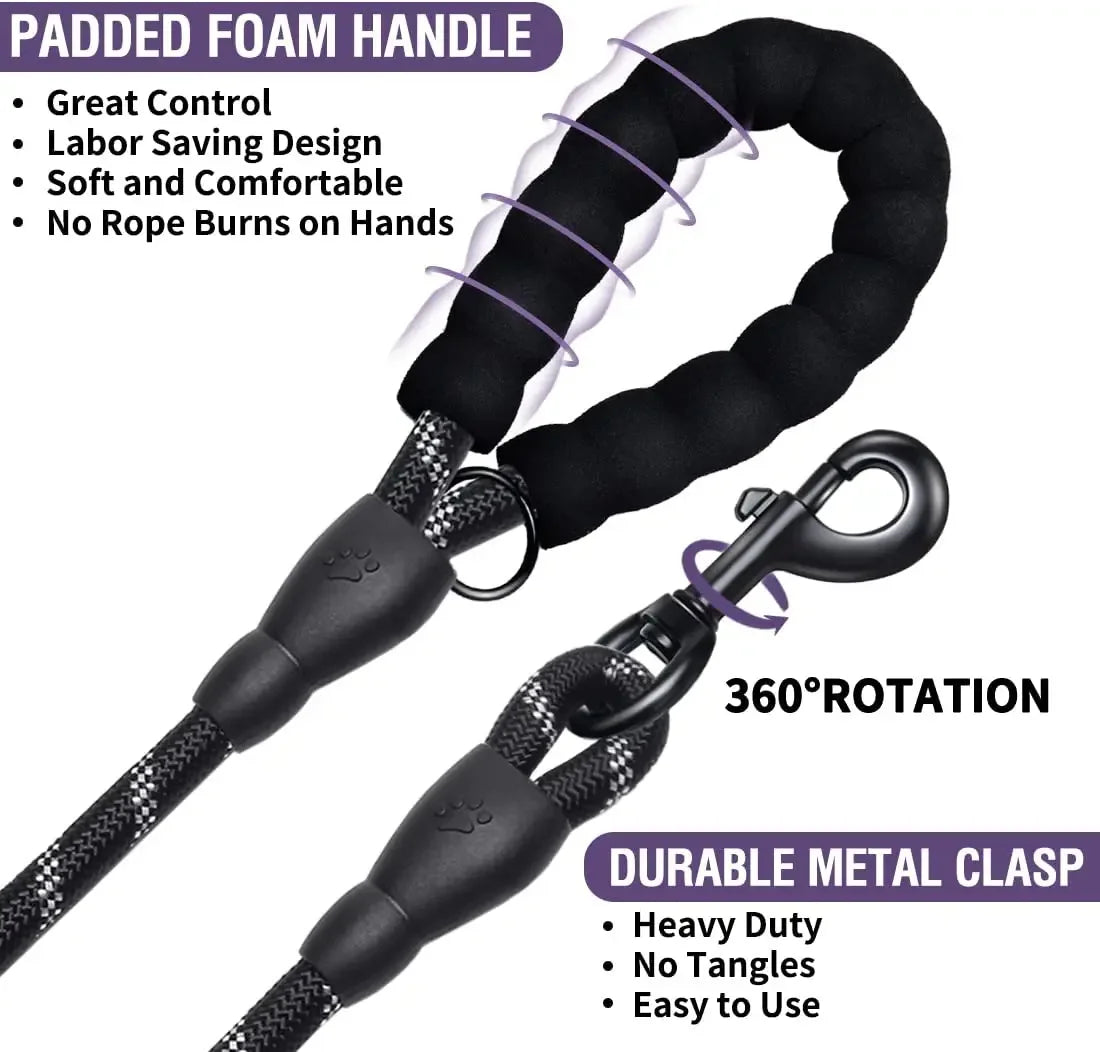 PADDED FOAM HANDLE
• Great Control
• Labor Saving Design
• Soft and Comfortable
• No Rope Burns on Hands
360°ROTATION
DURABLE METAL CLASP
• Heavy Duty
• No Tangles
• Easy to Use